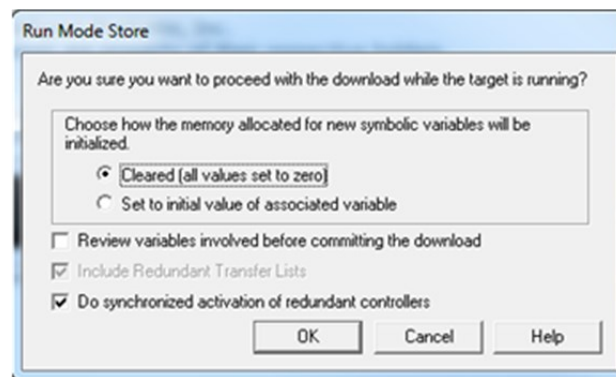 Run Mode Store
Are you sure you want to proceed with the download while the target is running?
Choose how the memory allocated for new symbolic variables will be
initialized.
Cleared (all values set to zero)
Set to initial value of associated variable
Review variables involved before committing the download
Include Redundant Transfer Lists
Do synchronized activation of redundant controllers
OK Cancel Help